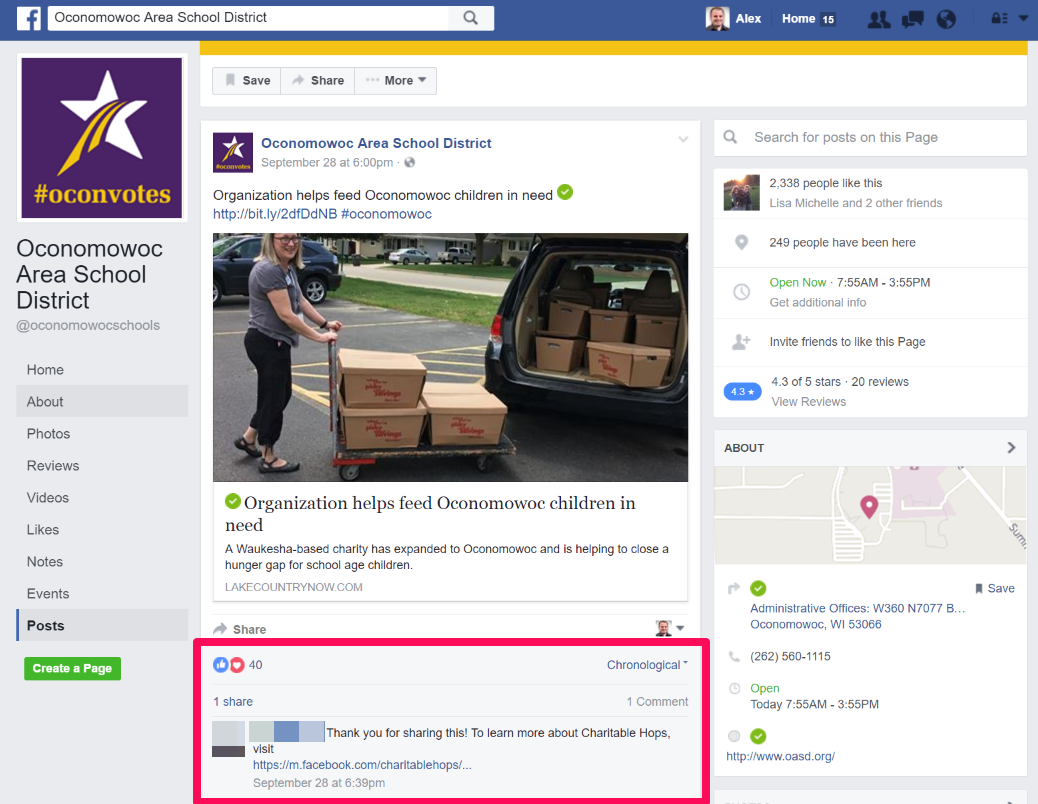 Oconomowoc Area School District
Alex
Home 15
Save
Share
More
#oconvotes
Oconomowoc
Area School
District
@oconomowocschools
Home
About
Photos
Reviews
Videos
Likes
Notes
Events
Posts
Create a Page
#oconvotes
Oconomowoc Area School District
September 28 at 6:00pm ·
Organization helps feed Oconomowoc children in need
http://bit.ly/2dfDdNB #oconomowoc
Organization helps feed Oconomowoc children in
need
A Waukesha-based charity has expanded to Oconomowoc and is helping to close a
hunger gap for school age children.
LAKECOUNTRYNOW.COM
Share
40
Chronological
1 share
1 Comment
Thank you for sharing this! To learn more about Charitable Hops,
visit
https://m.facebook.com/charitablehops/...
September 28 at 6:39pm
Search for posts on this Page
2,338 people like this
Lisa Michelle and 2 other friends
249 people have been here
Open Now · 7:55AM - 3:55PM
Get additional info
Invite friends to like this Page
4.3 ★
4.3 of 5 stars · 20 reviews
View Reviews
ABOUT
Save
Administrative Offices: W360 N7077 B…
Oconomowoc, WI 53066
(262) 560-1115
Open
Today 7:55AM - 3:55PM
http://www.oasd.org/